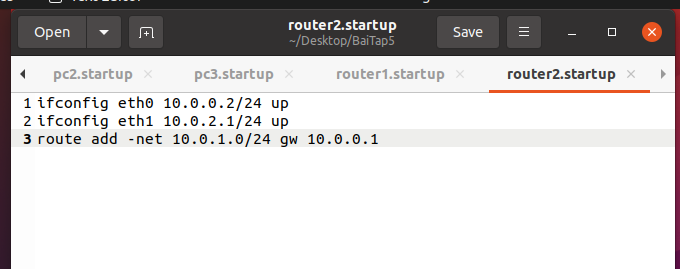 Open
router2.startup
~/Desktop/BaiTap5
Save
pc2.startup
pc3.startup
router1.startup
router2.startup
1 ifconfig eth0 10.0.0.2/24 up
2 ifconfig eth1 10.0.2.1/24 up
3 route add -net 10.0.1.0/24 gw 10.0.0.1